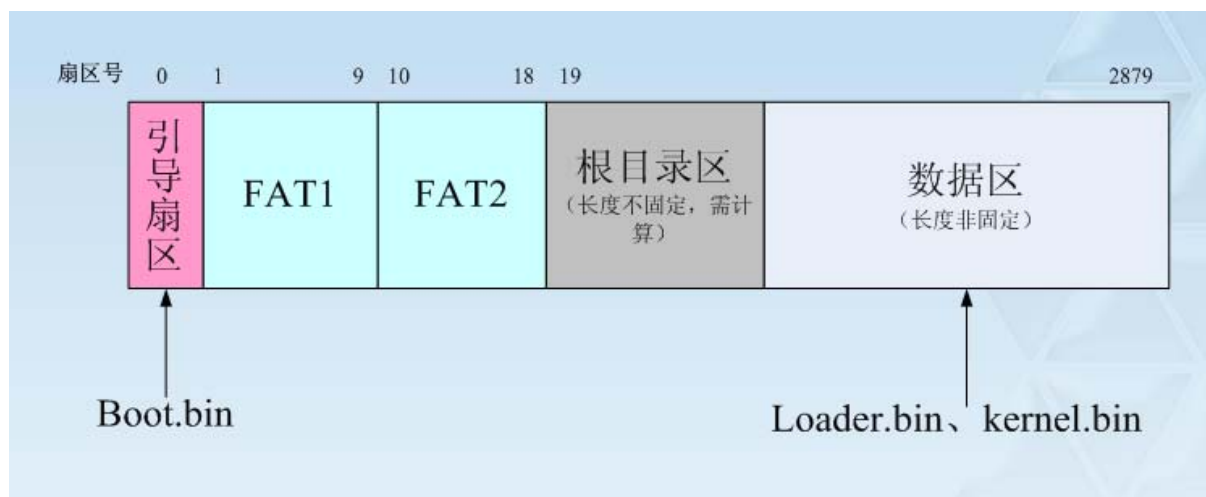 扇区号 0 1 9 10 18 19 2879
引导扇区
FAT1
FAT2
根目录区
（长度不固定，需计
算）
数据区
（长度非固定）
Boot.bin
Loader.bin、kernel.bin